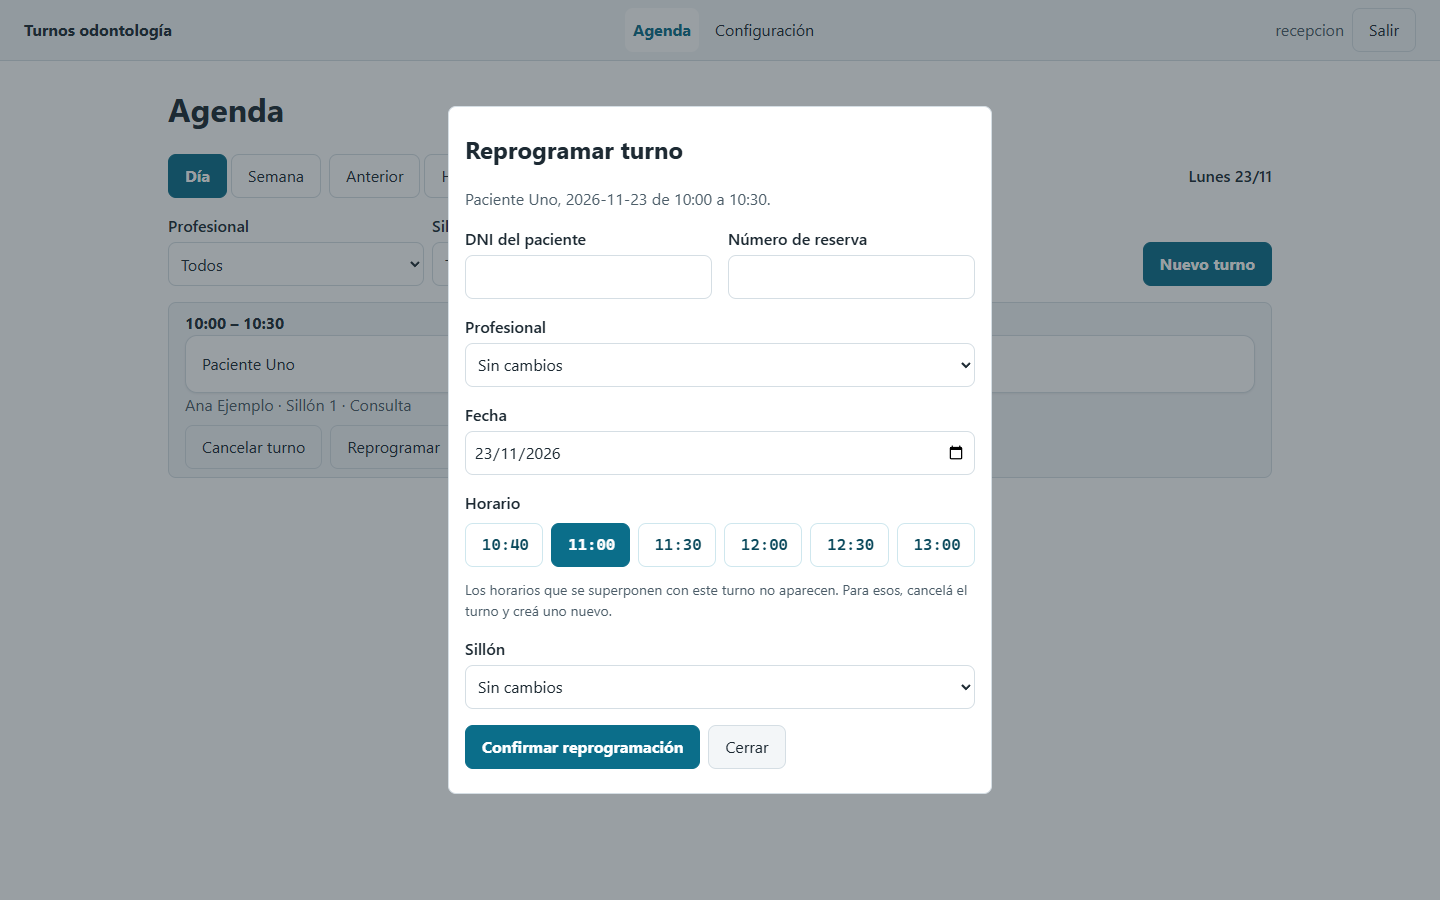 Turnos odontología
Agenda
Configuración
recepcion
Salir
Agenda
Día
Semana
Anterior
Lunes 23/11
Profesional
Todos
Nuevo turno
10:00 – 10:30
Paciente Uno
Ana Ejemplo · Sillón 1 · Consulta
Cancelar turno
Reprogramar
Reprogramar turno
Paciente Uno, 2026-11-23 de 10:00 a 10:30.
DNI del paciente
Número de reserva
Profesional
Sin cambios
Fecha
23/11/2026
Horario
10:40
11:00
11:30
12:00
12:30
13:00
Los horarios que se superponen con este turno no aparecen. Para esos, cancelá el
turno y creá uno nuevo.
Sillón
Sin cambios
Confirmar reprogramación
Cerrar